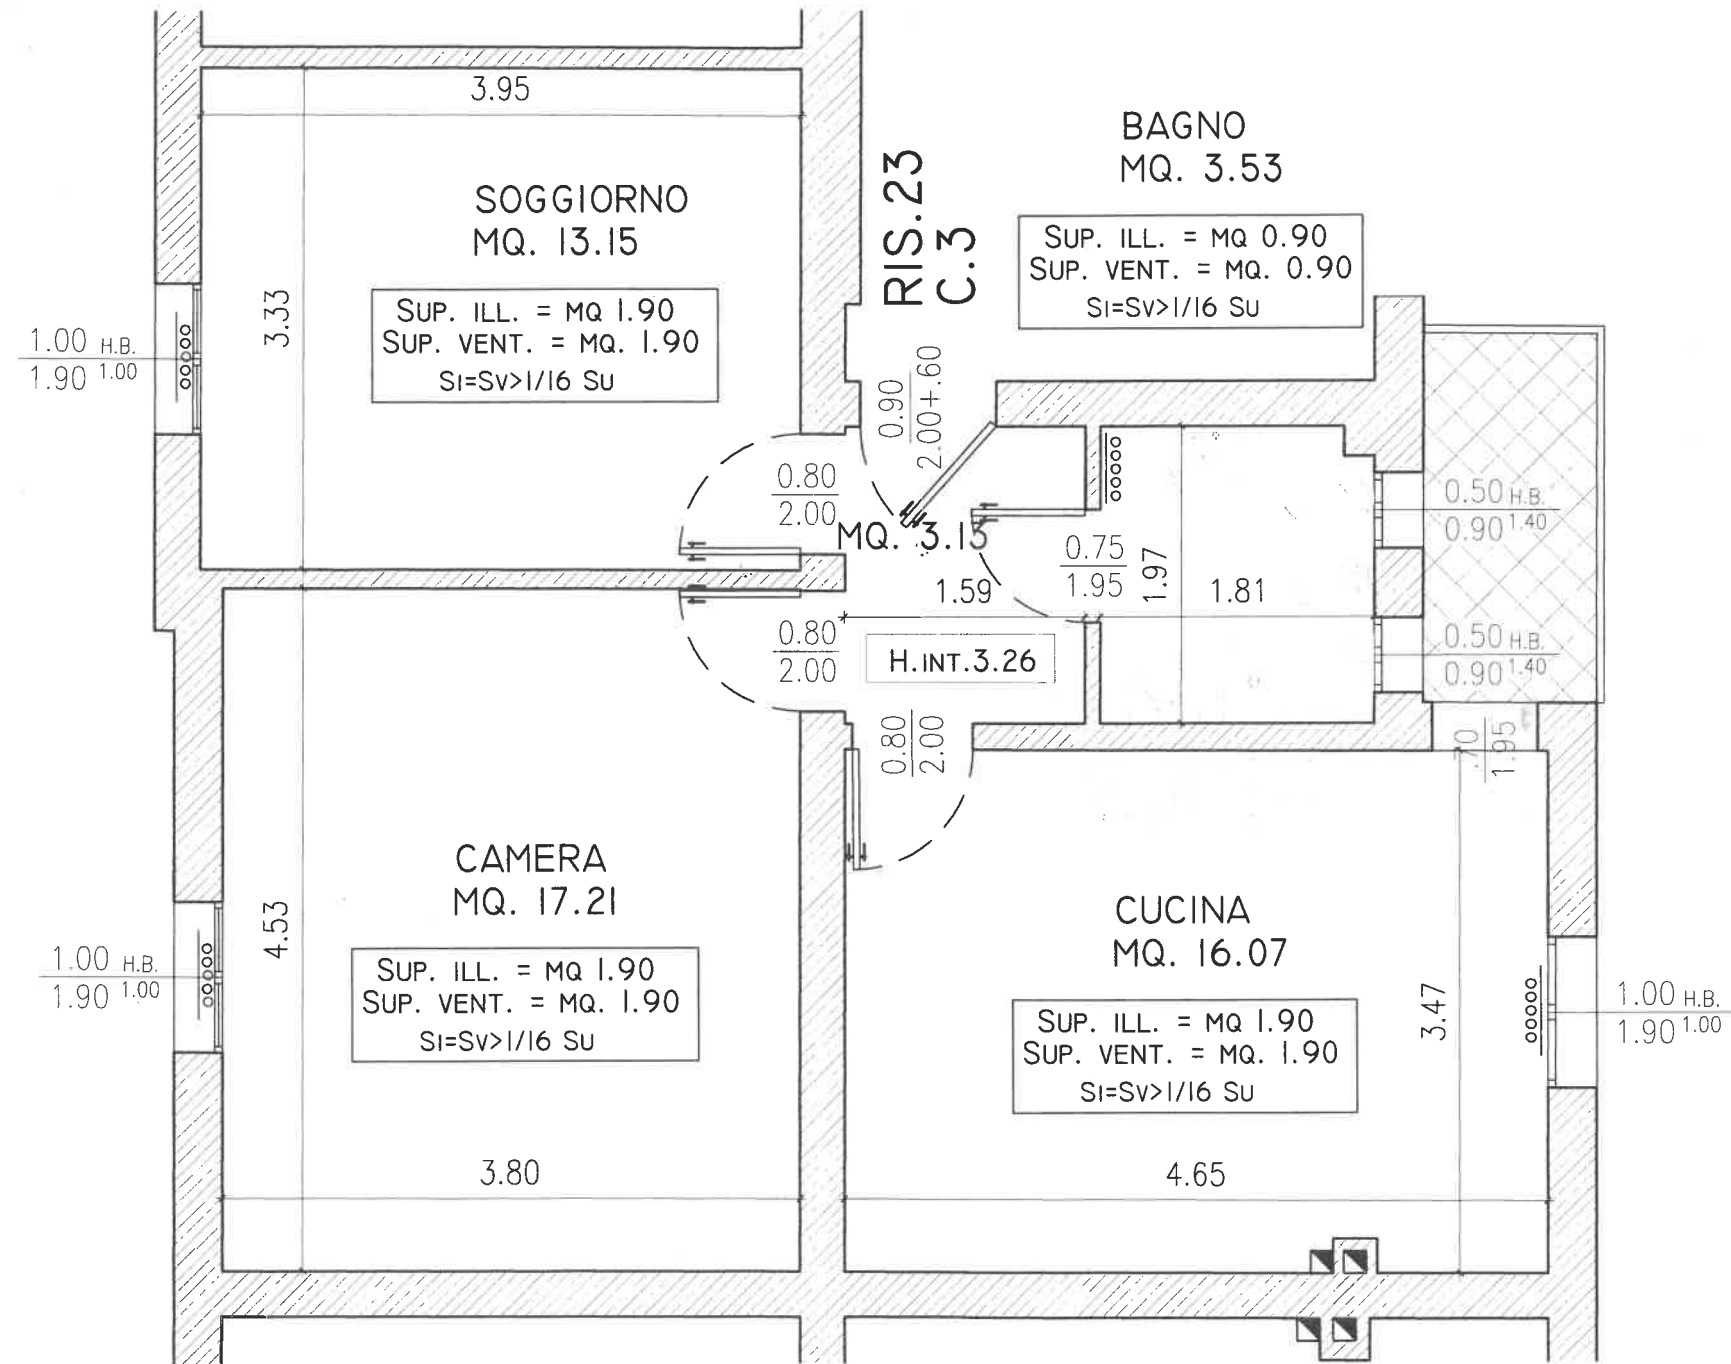 3.95
SOGGIORNO
MQ. 13.15
SUP. ILL. = MQ 1.90
SUP. VENT. = MQ. 1.90
SI=SV>1/16 SU
3.33
1.00 H.B.
1.90 1.00
RIS.23
C.3
BAGNO
MQ. 3.53
SUP. ILL. = MQ 0.90
SUP. VENT. = MQ. 0.90
SI=SV>1/16 SU
0.90
2.00+.60
0.80
2.00
MQ. 3.13
0.75
1.95
1.97
1.59
1.81
0.50 H.B.
0.90 1.40
0.50 H.B.
0.90 1.40
0.80
2.00
H.INT.3.26
0.80
2.00
.70
1.95
CAMERA
MQ. 17.21
SUP. ILL. = MQ 1.90
SUP. VENT. = MQ. 1.90
SI=SV>1/16 SU
4.53
1.00 H.B.
1.90 1.00
3.80
CUCINA
MQ. 16.07
SUP. ILL. = MQ 1.90
SUP. VENT. = MQ. 1.90
SI=SV>1/16 SU
3.47
1.00 H.B.
1.90 1.00
4.65